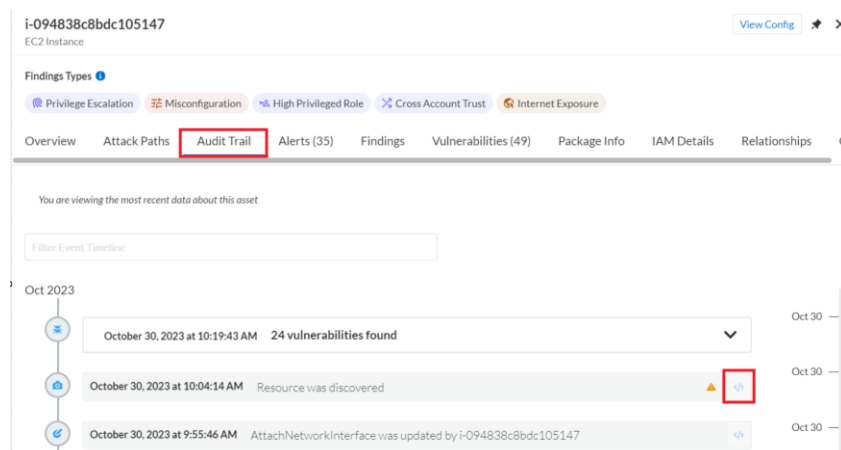 i-094838c8bdc105147
View Config
EC2 Instance
Findings Types
Privilege Escalation Misconfiguration High Privileged Role Cross Account Trust Internet Exposure
Overview Attack Paths Audit Trail Alerts (35) Findings Vulnerabilities (49) Package Info IAM Details Relationships
You are viewing the most recent data about this asset
Filter Event Timeline
Oct 2023
October 30, 2023 at 10:19:43 AM 24 vulnerabilities found
Oct 30
October 30, 2023 at 10:04:14 AM Resource was discovered </>
Oct 30
October 30, 2023 at 9:55:46 AM AttachNetworkInterface was updated by i-094838c8bdc105147 </>
Oct 30